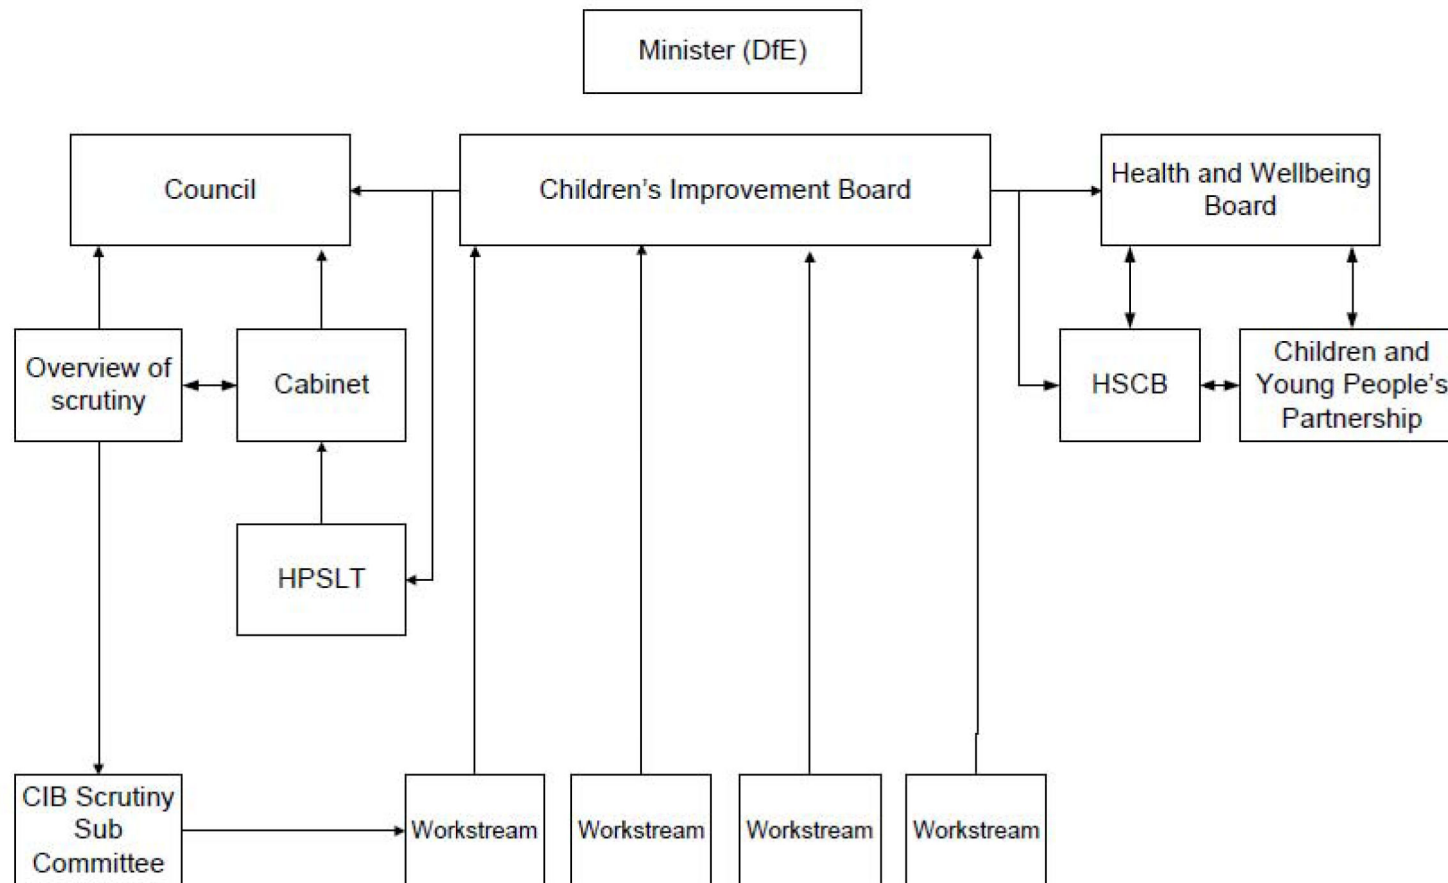 Minister (DfE)
Council
Children's Improvement Board
Health and Wellbeing
Board
Overview of
scrutiny
Cabinet
HSCB
Children and
Young People's
Partnership
HPSLT
CIB Scrutiny
Sub
Committee
Workstream
Workstream
Workstream
Workstream